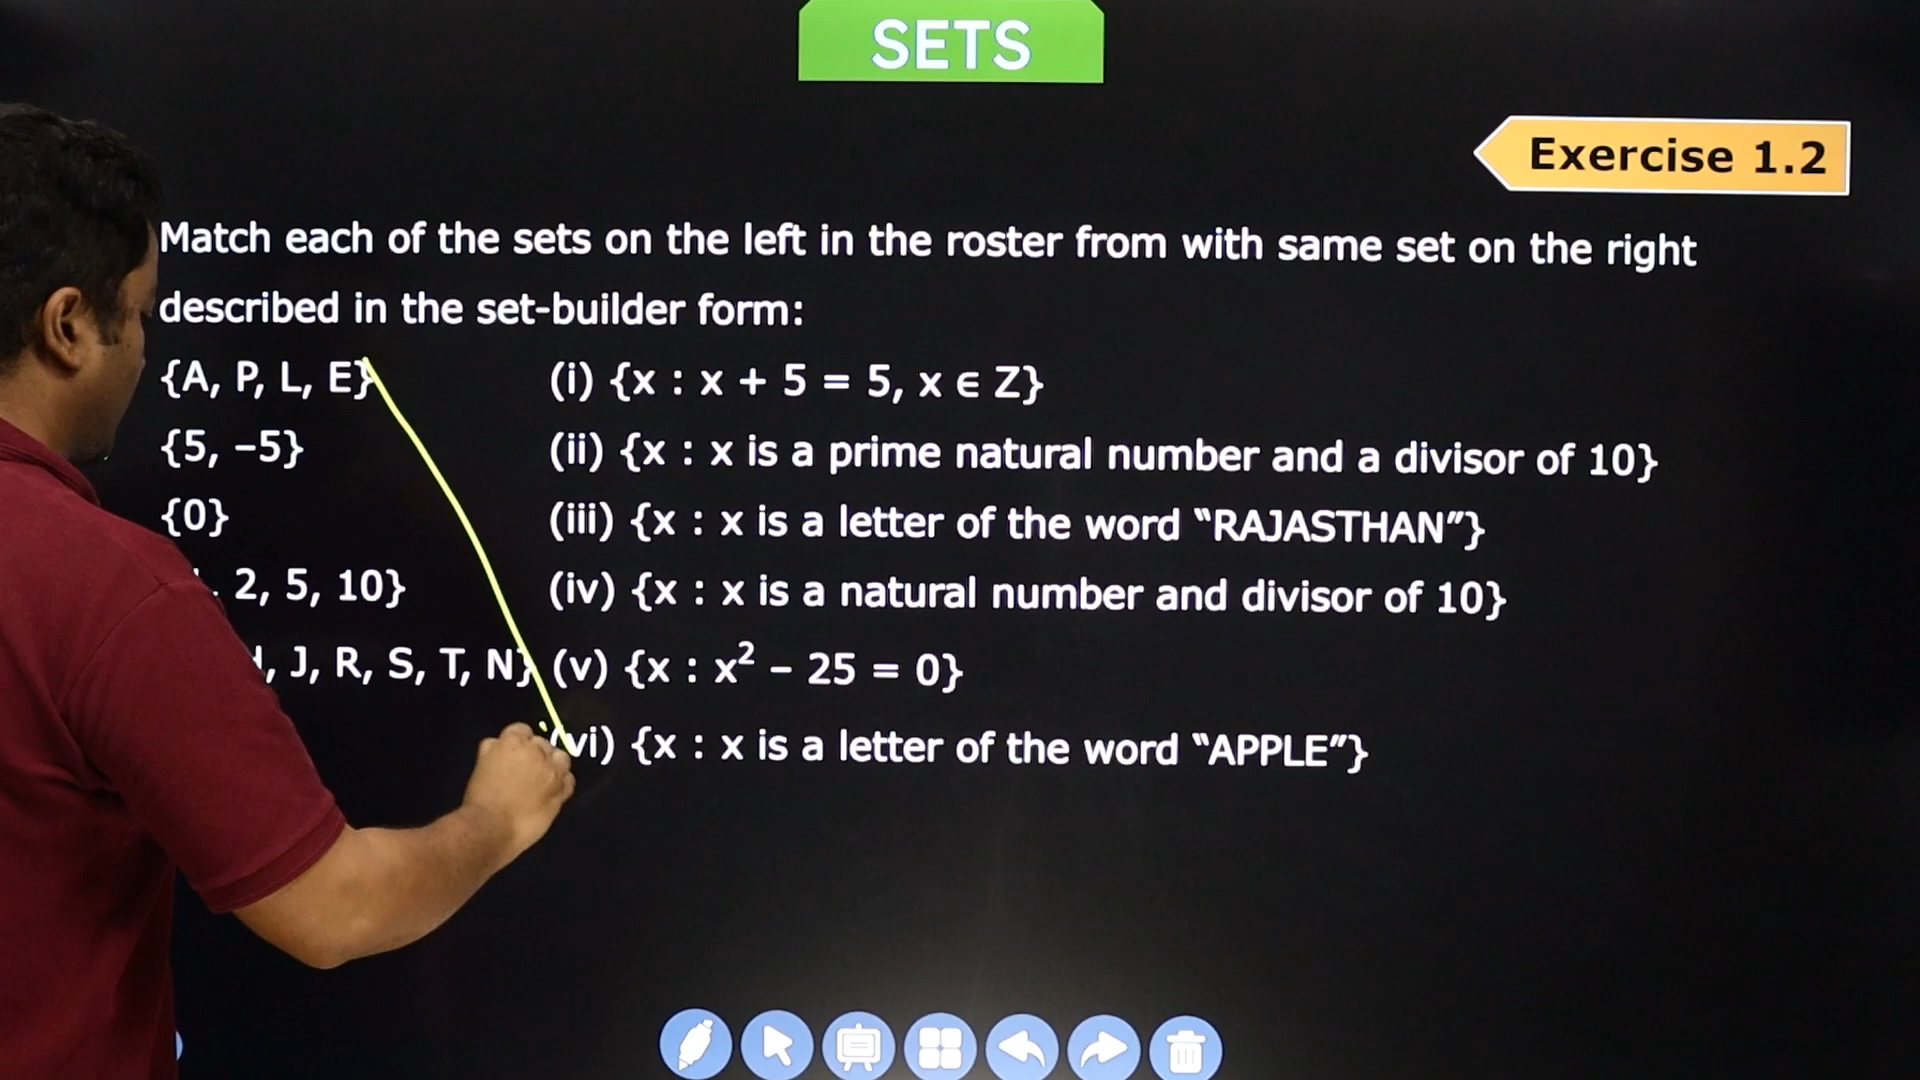 SETS
Exercise 1.2
Match each of the sets on the left in the roster from with same set on the right
described in the set-builder form:
{A, P, L, E} (i) {x : x + 5 = 5, x ∈ Z}
{5, –5} (ii) {x : x is a prime natural number and a divisor of 10}
{0} (iii) {x : x is a letter of the word “RAJASTHAN”}
2, 5, 10} (iv) {x : x is a natural number and divisor of 10}
, J, R, S, T, N} (v) {x : x² – 25 = 0}
(vi) {x : x is a letter of the word “APPLE”}